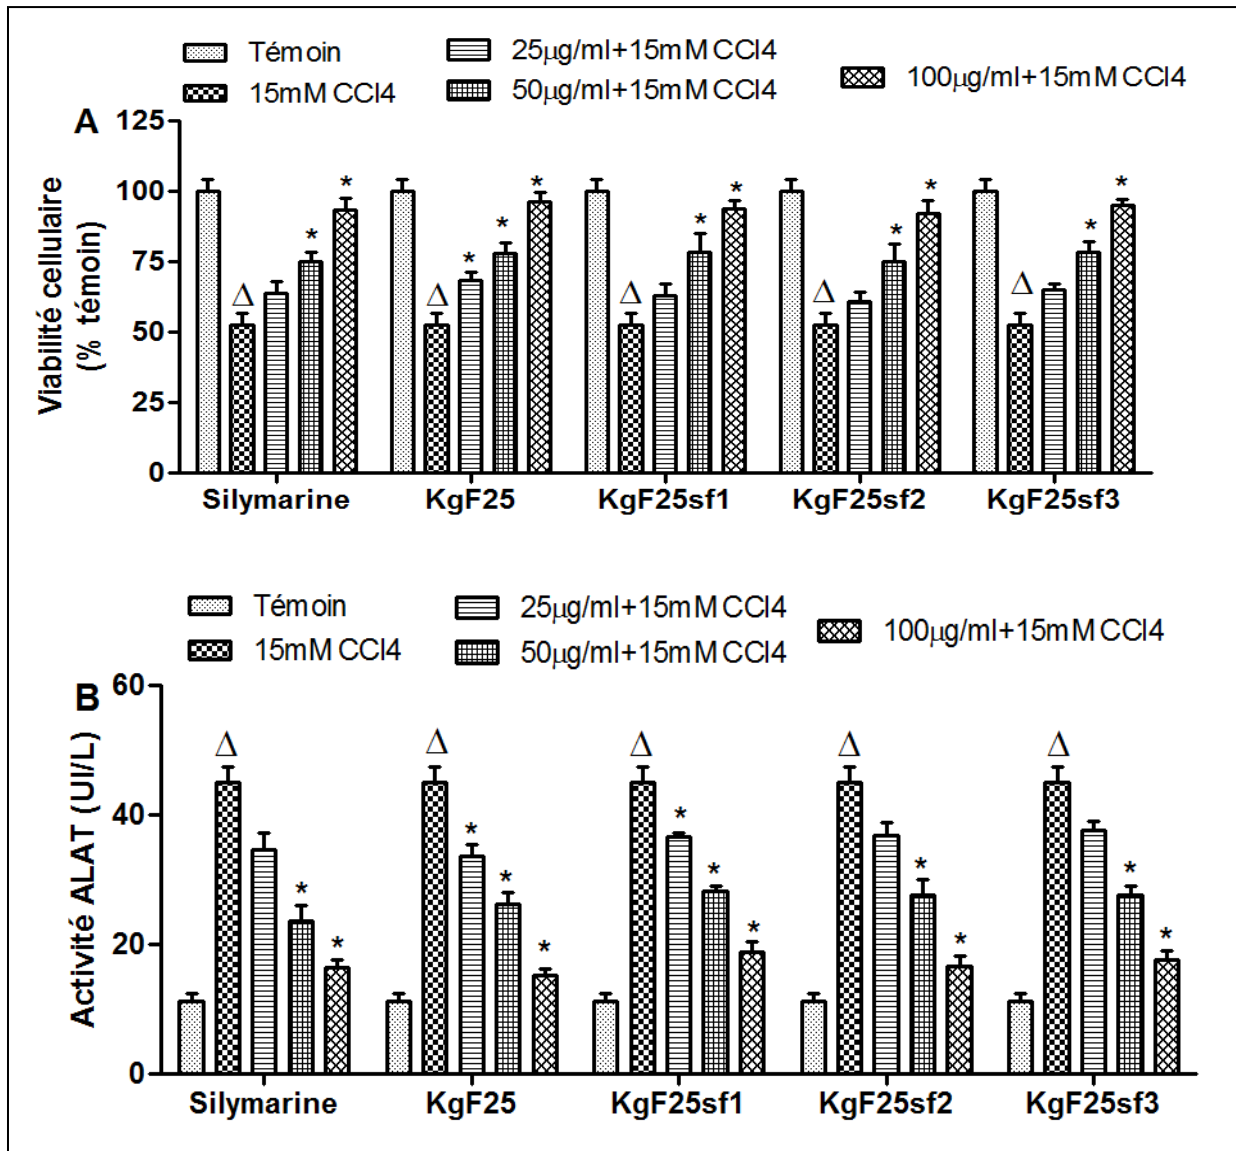 Témoin
15mM CCl4
25µg/ml+15mM CCl4
50µg/ml+15mM CCl4
100µg/ml+15mM CCl4
A
Viabilité cellulaire
(% témoin)
125
100
75
50
25
0
* * * * *
* * * * *
*
Δ Δ Δ Δ Δ
Silymarine KgF25 KgF25sf1 KgF25sf2 KgF25sf3
Témoin
15mM CCl4
25µg/ml+15mM CCl4
50µg/ml+15mM CCl4
100µg/ml+15mM CCl4
B
Activité ALAT (UI/L)
60
40
20
0
Δ Δ Δ Δ Δ
* *
* * * * *
* * * * *
Silymarine KgF25 KgF25sf1 KgF25sf2 KgF25sf3